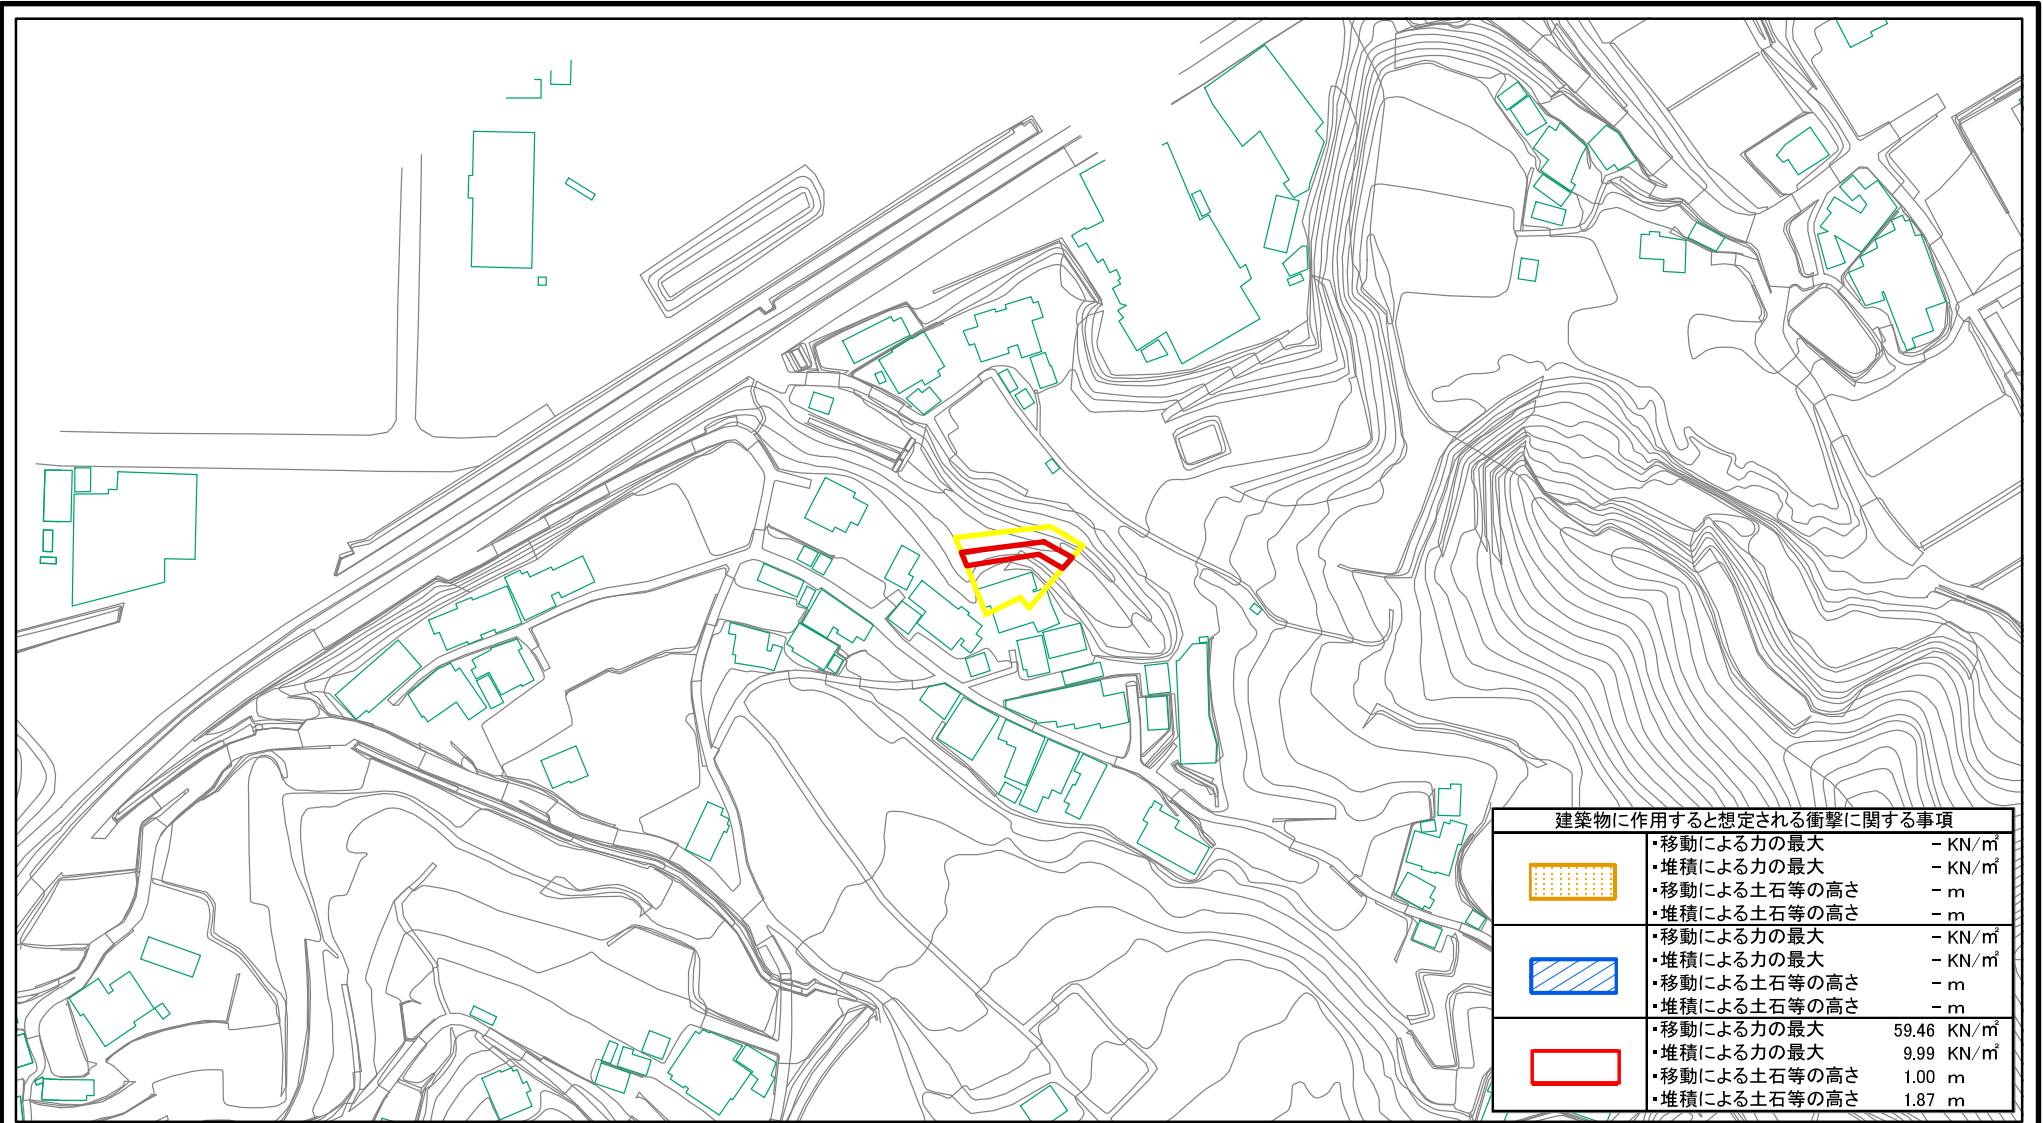 建築物に作用すると想定される衝撃に関する事項
・移動による力の最大 － KN/㎡
・堆積による力の最大 － KN/㎡
・移動による土石等の高さ － m
・堆積による土石等の高さ － m
・移動による力の最大 － KN/㎡
・堆積による力の最大 － KN/㎡
・移動による土石等の高さ － m
・堆積による土石等の高さ － m
・移動による力の最大 59.46 KN/㎡
・堆積による力の最大 9.99 KN/㎡
・移動による土石等の高さ 1.00 m
・堆積による土石等の高さ 1.87 m